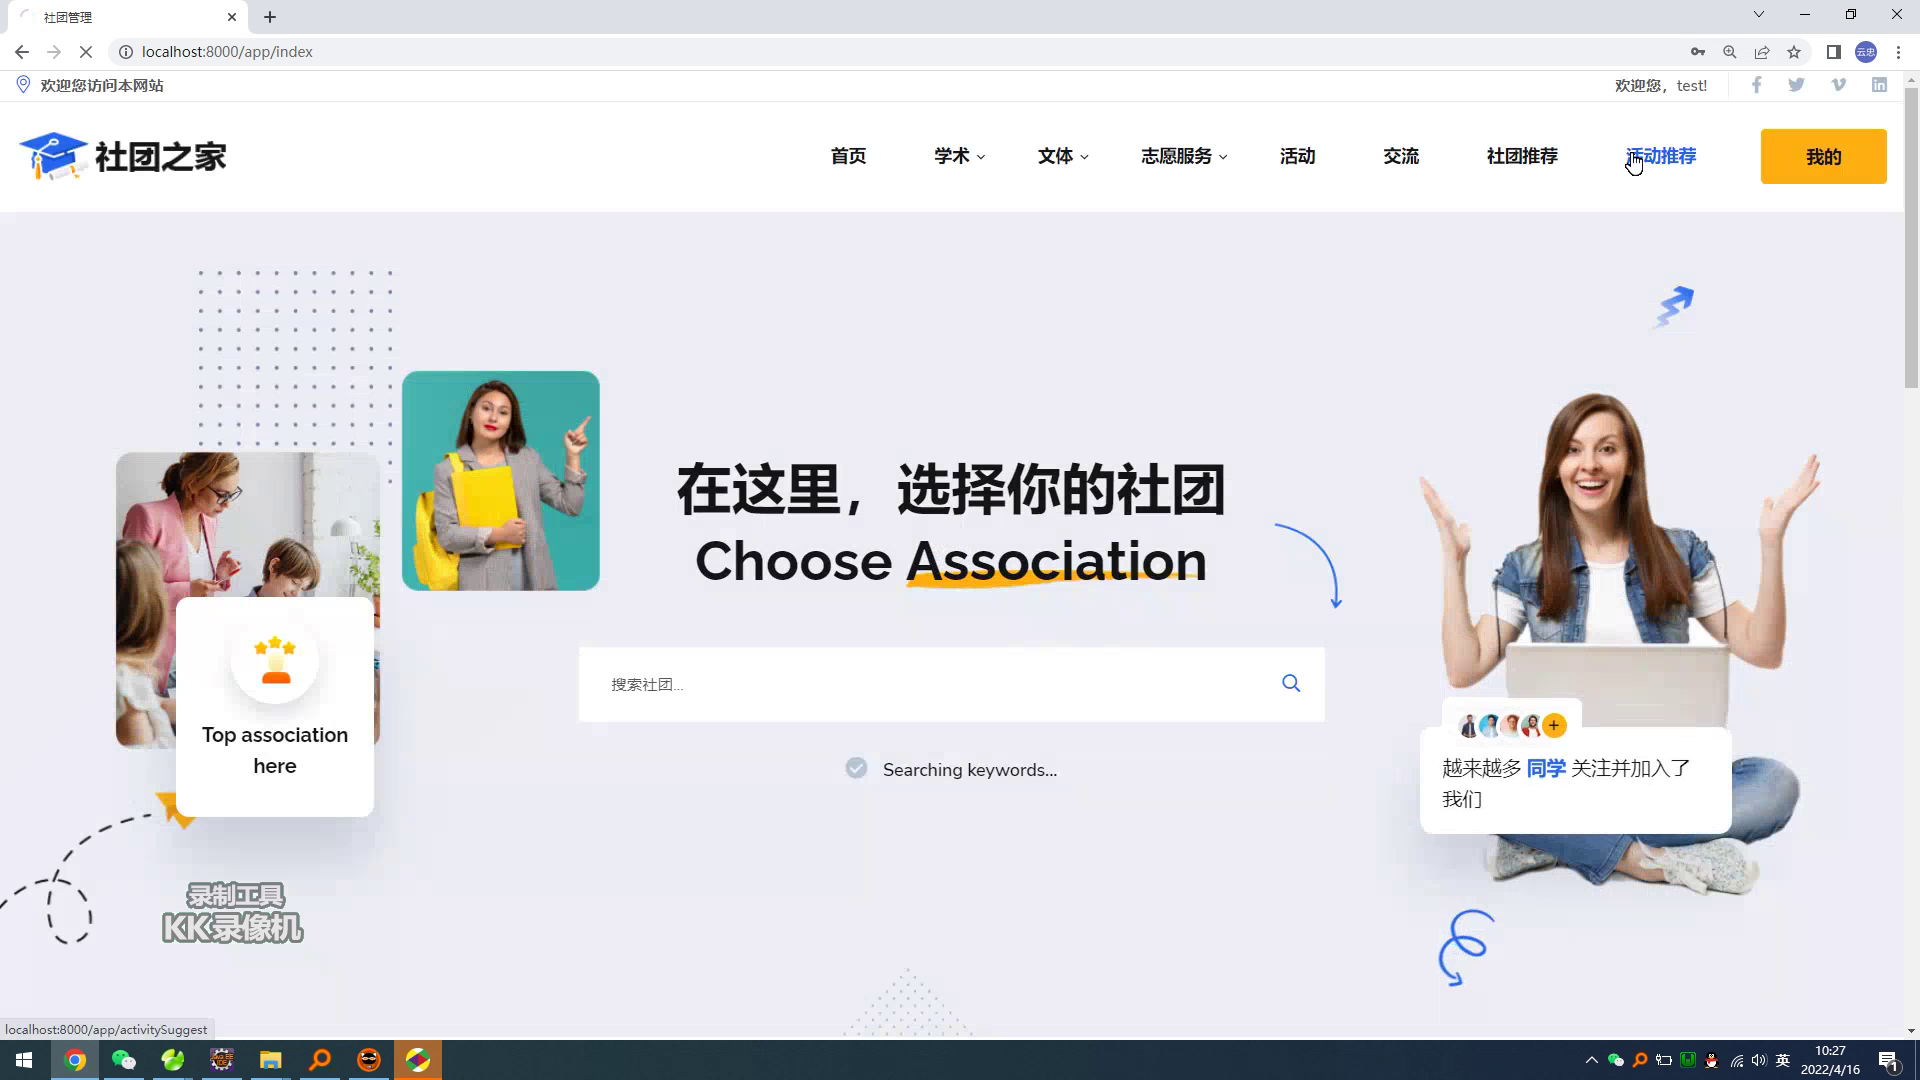 社团管理
localhost:8000/app/index
云忠
欢迎您访问本网站
欢迎您，test!
社团之家
首页
学术
文体
志愿服务
活动
交流
社团推荐
活动推荐
我的
在这里，选择你的社团
Choose Association
搜索社团...
Searching keywords...
Top association
here
越来越多 同学 关注并加入了
我们
录制工具
KK录像机
localhost:8000/app/activitySuggest
英
10:27
2022/4/16
1